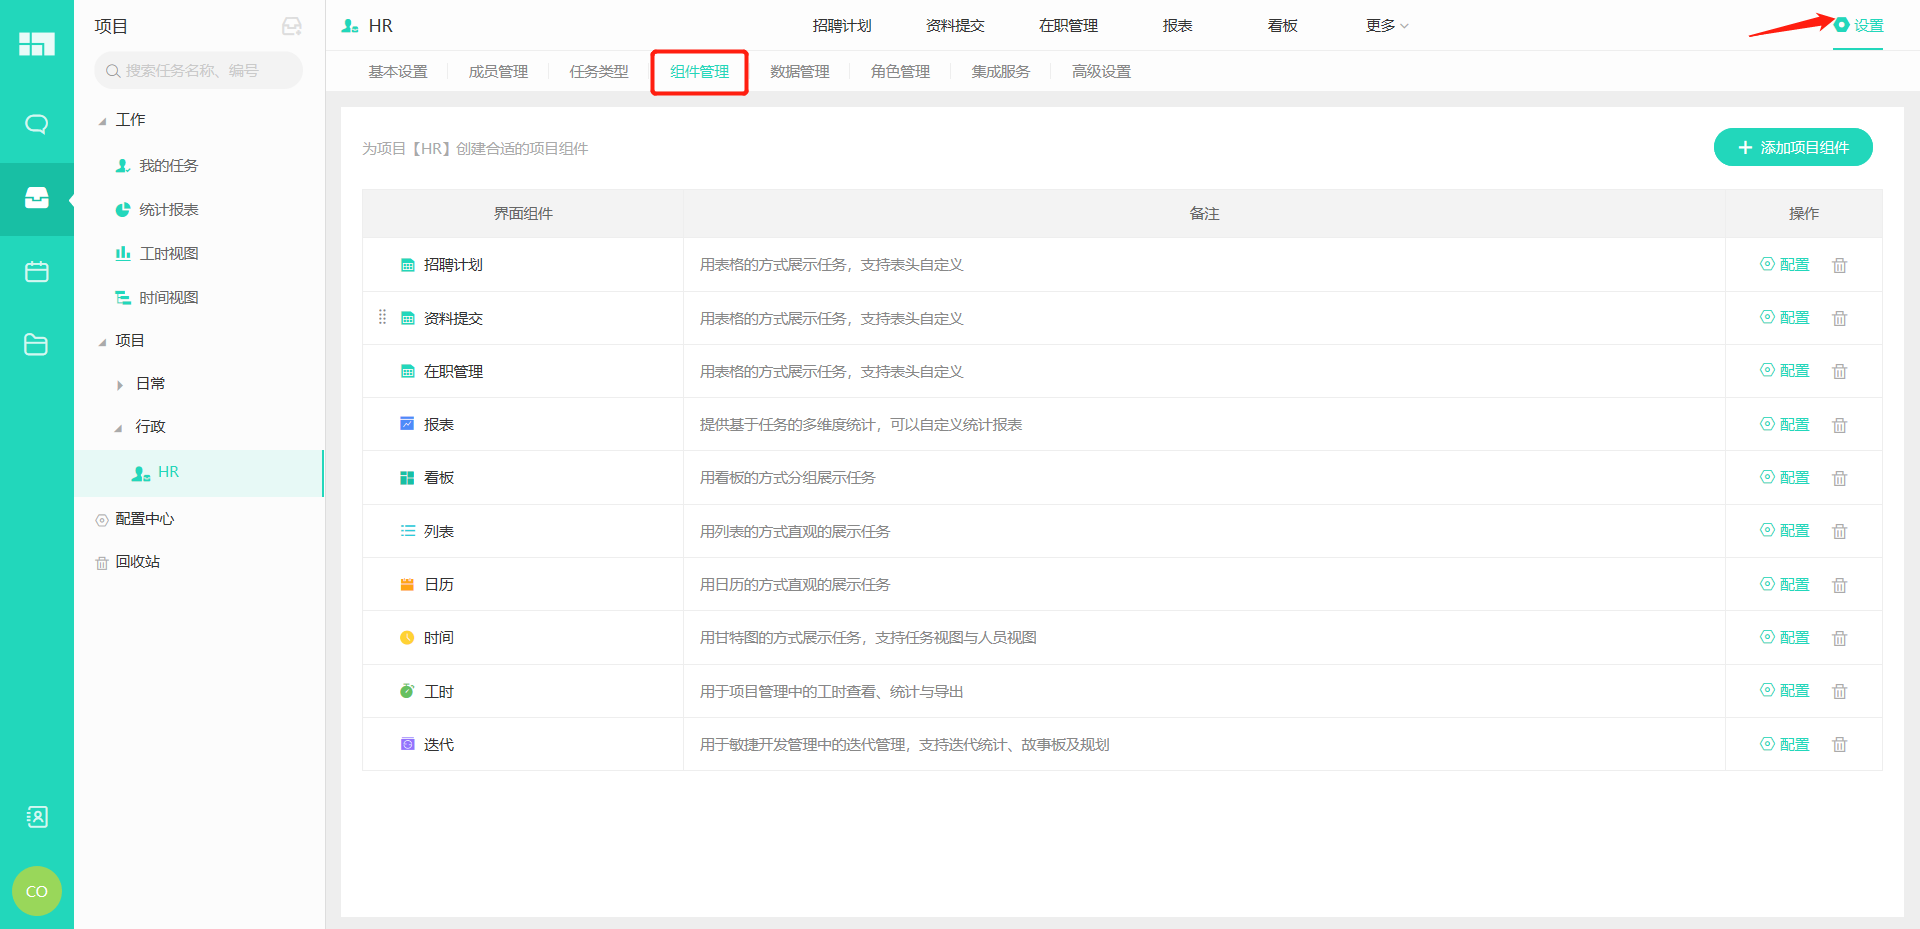 项目
搜索任务名称、编号
工作
我的任务
统计报表
工时视图
时间视图
项目
日常
行政
HR
配置中心
回收站
CO
HR
招聘计划 资料提交 在职管理 报表 看板 更多 设置
基本设置 成员管理 任务类型 组件管理 数据管理 角色管理 集成服务 高级设置
为项目【HR】创建合适的项目组件
添加项目组件
界面组件 备注 操作
招聘计划 用表格的方式展示任务，支持表头自定义 配置
资料提交 用表格的方式展示任务，支持表头自定义 配置
在职管理 用表格的方式展示任务，支持表头自定义 配置
报表 提供基于任务的多维度统计，可以自定义统计报表 配置
看板 用看板的方式分组展示任务 配置
列表 用列表的方式直观的展示任务 配置
日历 用日历的方式直观的展示任务 配置
时间 用甘特图的方式展示任务，支持任务视图与人员视图 配置
工时 用于项目管理中的工时查看、统计与导出 配置
迭代 用于敏捷开发管理中的迭代管理，支持迭代统计、故事板及规划 配置